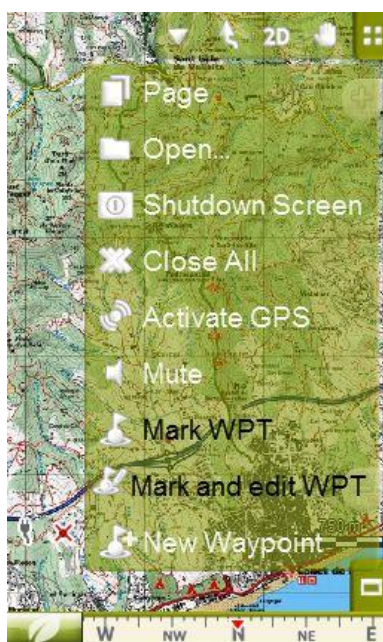 2D
Page
Open...
Shutdown Screen
Close All
Activate GPS
Mute
Mark WPT
Mark and edit WPT
New Waypoint
750 m
W NW N NE E